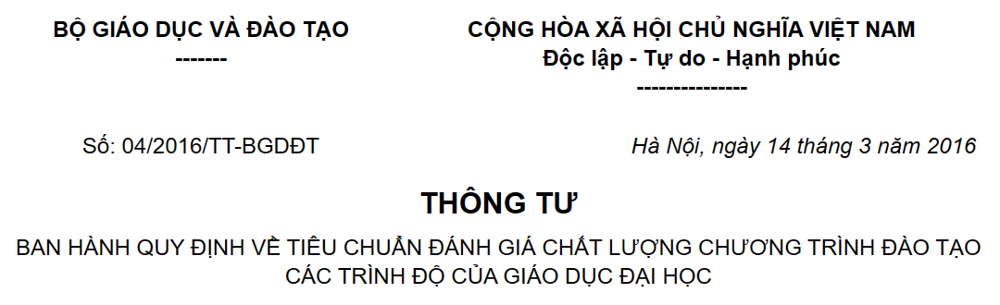 BỘ GIÁO DỤC VÀ ĐÀO TẠO
-------
CỘNG HÒA XÃ HỘI CHỦ NGHĨA VIỆT NAM
Độc lập - Tự do - Hạnh phúc
---------------
Số: 04/2016/TT-BGDĐT
Hà Nội, ngày 14 tháng 3 năm 2016
THÔNG TƯ
BAN HÀNH QUY ĐỊNH VỀ TIÊU CHUẨN ĐÁNH GIÁ CHẤT LƯỢNG CHƯƠNG TRÌNH ĐÀO TẠO
CÁC TRÌNH ĐỘ CỦA GIÁO DỤC ĐẠI HỌC